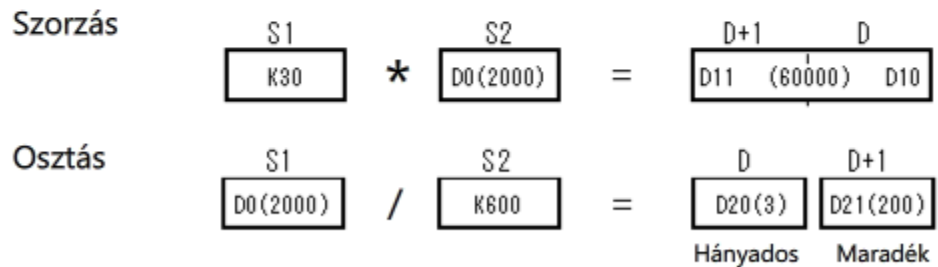 Szorzás
S1 S2 D+1 D
K30 * D0(2000) = D11 (60000) D10
Osztás
S1 S2 D D+1
D0(2000) / K600 = D20(3) D21(200)
Hányados Maradék